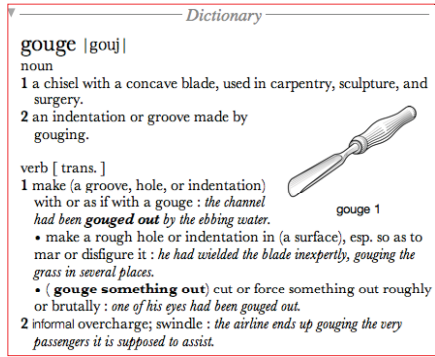 Dictionary
gouge |gouj|
noun
1 a chisel with a concave blade, used in carpentry, sculpture, and
surgery.
2 an indentation or groove made by
gouging.
verb [ trans. ]
1 make (a groove, hole, or indentation)
with or as if with a gouge : the channel
had been gouged out by the ebbing water.
gouge 1
• make a rough hole or indentation in (a surface), esp. so as to
mar or disfigure it : he had wielded the blade inexpertly, gouging the
grass in several places.
• ( gouge something out) cut or force something out roughly
or brutally : one of his eyes had been gouged out.
2 informal overcharge; swindle : the airline ends up gouging the very
passengers it is supposed to assist.